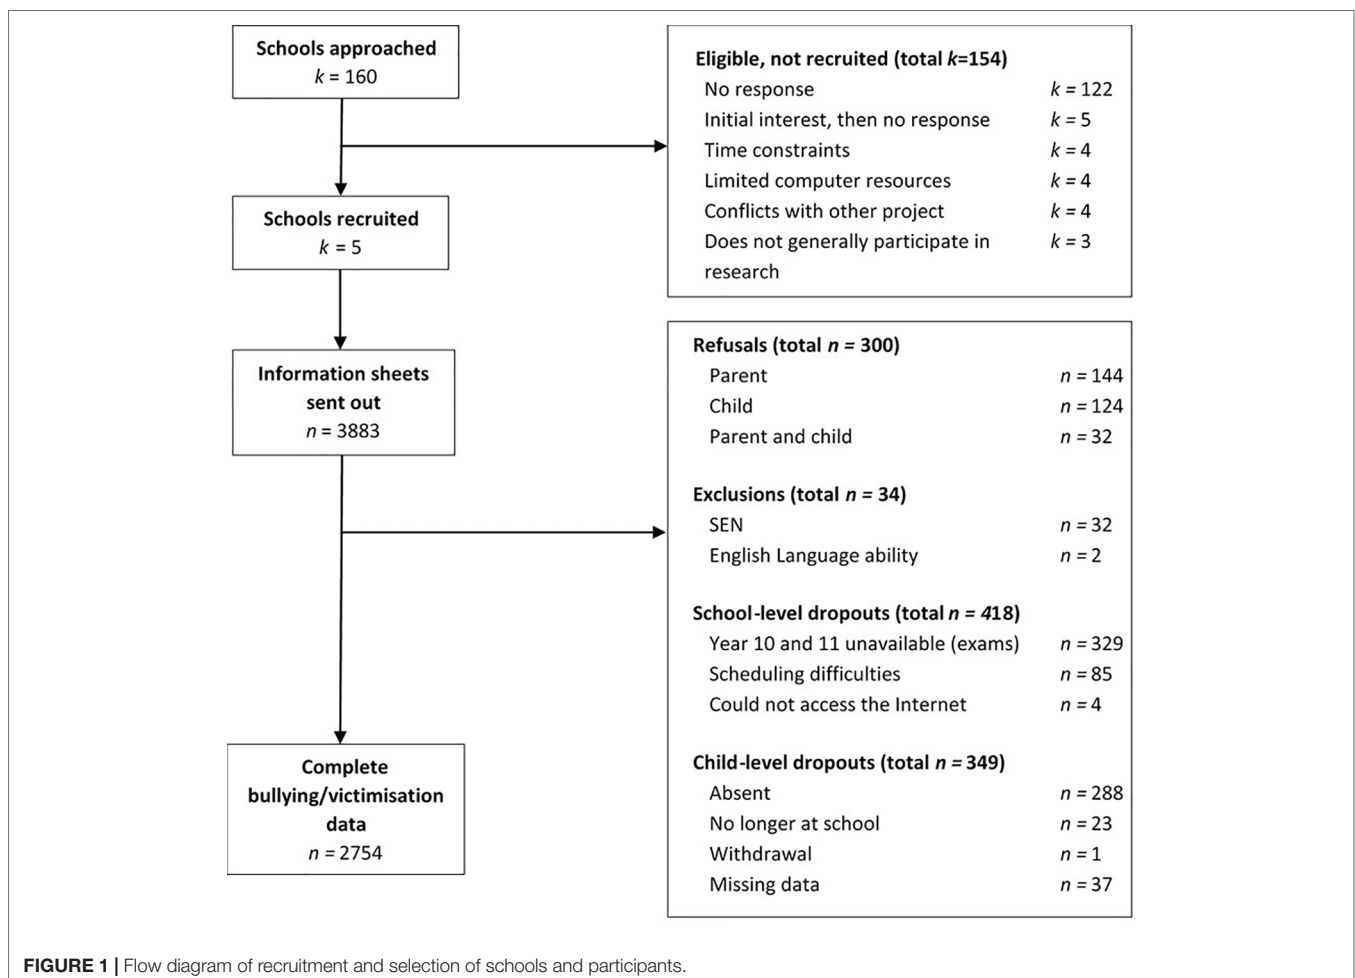 Schools approached
k = 160
Eligible, not recruited (total k=154)
No response k = 122
Initial interest, then no response k = 5
Time constraints k = 4
Limited computer resources k = 4
Conflicts with other project k = 4
Does not generally participate in k = 3
research
Schools recruited
k = 5
Information sheets
sent out
n = 3883
Refusals (total n = 300)
Parent n = 144
Child n = 124
Parent and child n = 32
Exclusions (total n = 34)
SEN n = 32
English Language ability n = 2
School-level dropouts (total n = 418)
Year 10 and 11 unavailable (exams) n = 329
Scheduling difficulties n = 85
Could not access the Internet n = 4
Child-level dropouts (total n = 349)
Absent n = 288
No longer at school n = 23
Withdrawal n = 1
Missing data n = 37
Complete
bullying/victimisation
data
n = 2754
FIGURE 1 | Flow diagram of recruitment and selection of schools and participants.